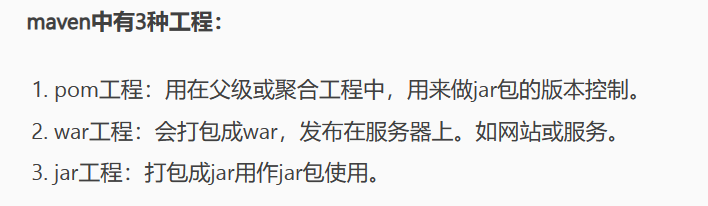 maven中有3种工程：
1. pom工程：用在父级或聚合工程中，用来做jar包的版本控制。
2. war工程：会打包成war，发布在服务器上。如网站或服务。
3. jar工程：打包成jar用作jar包使用。